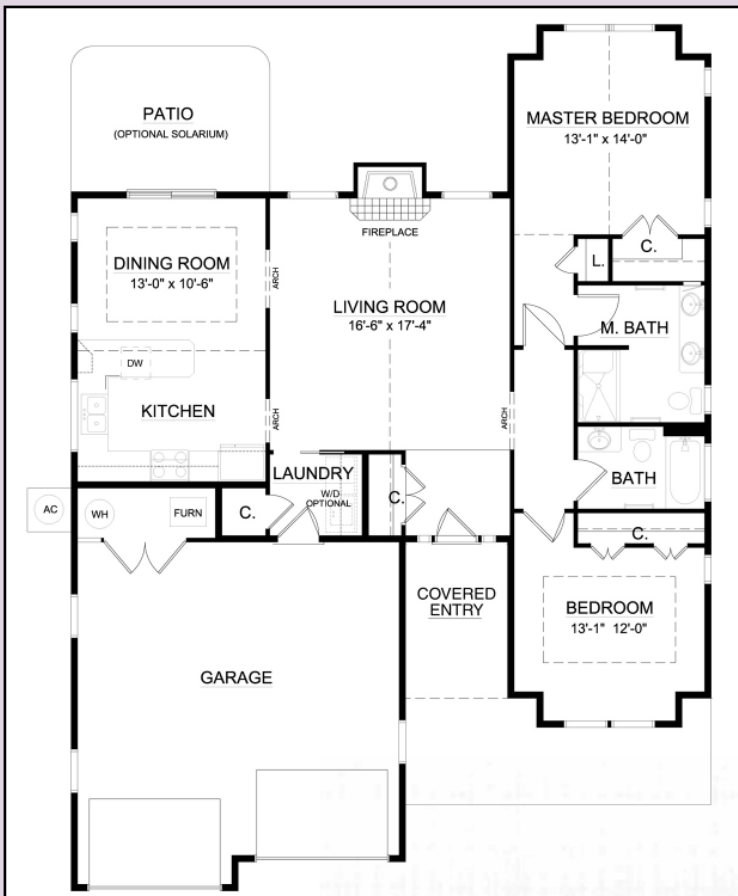 PATIO
(OPTIONAL SOLARIUM)
MASTER BEDROOM
13'-1" x 14'-0"
FIREPLACE
C.
L.
DINING ROOM
13'-0" x 10'-6"
ARCH
LIVING ROOM
16'-6" x 17'-4"
M. BATH
DW
KITCHEN
ARCH
ARCH
LAUNDRY
W/D
OPTIONAL
C.
BATH
AC
WH
FURN
C.
C.
COVERED
ENTRY
BEDROOM
13'-1" 12'-0"
GARAGE